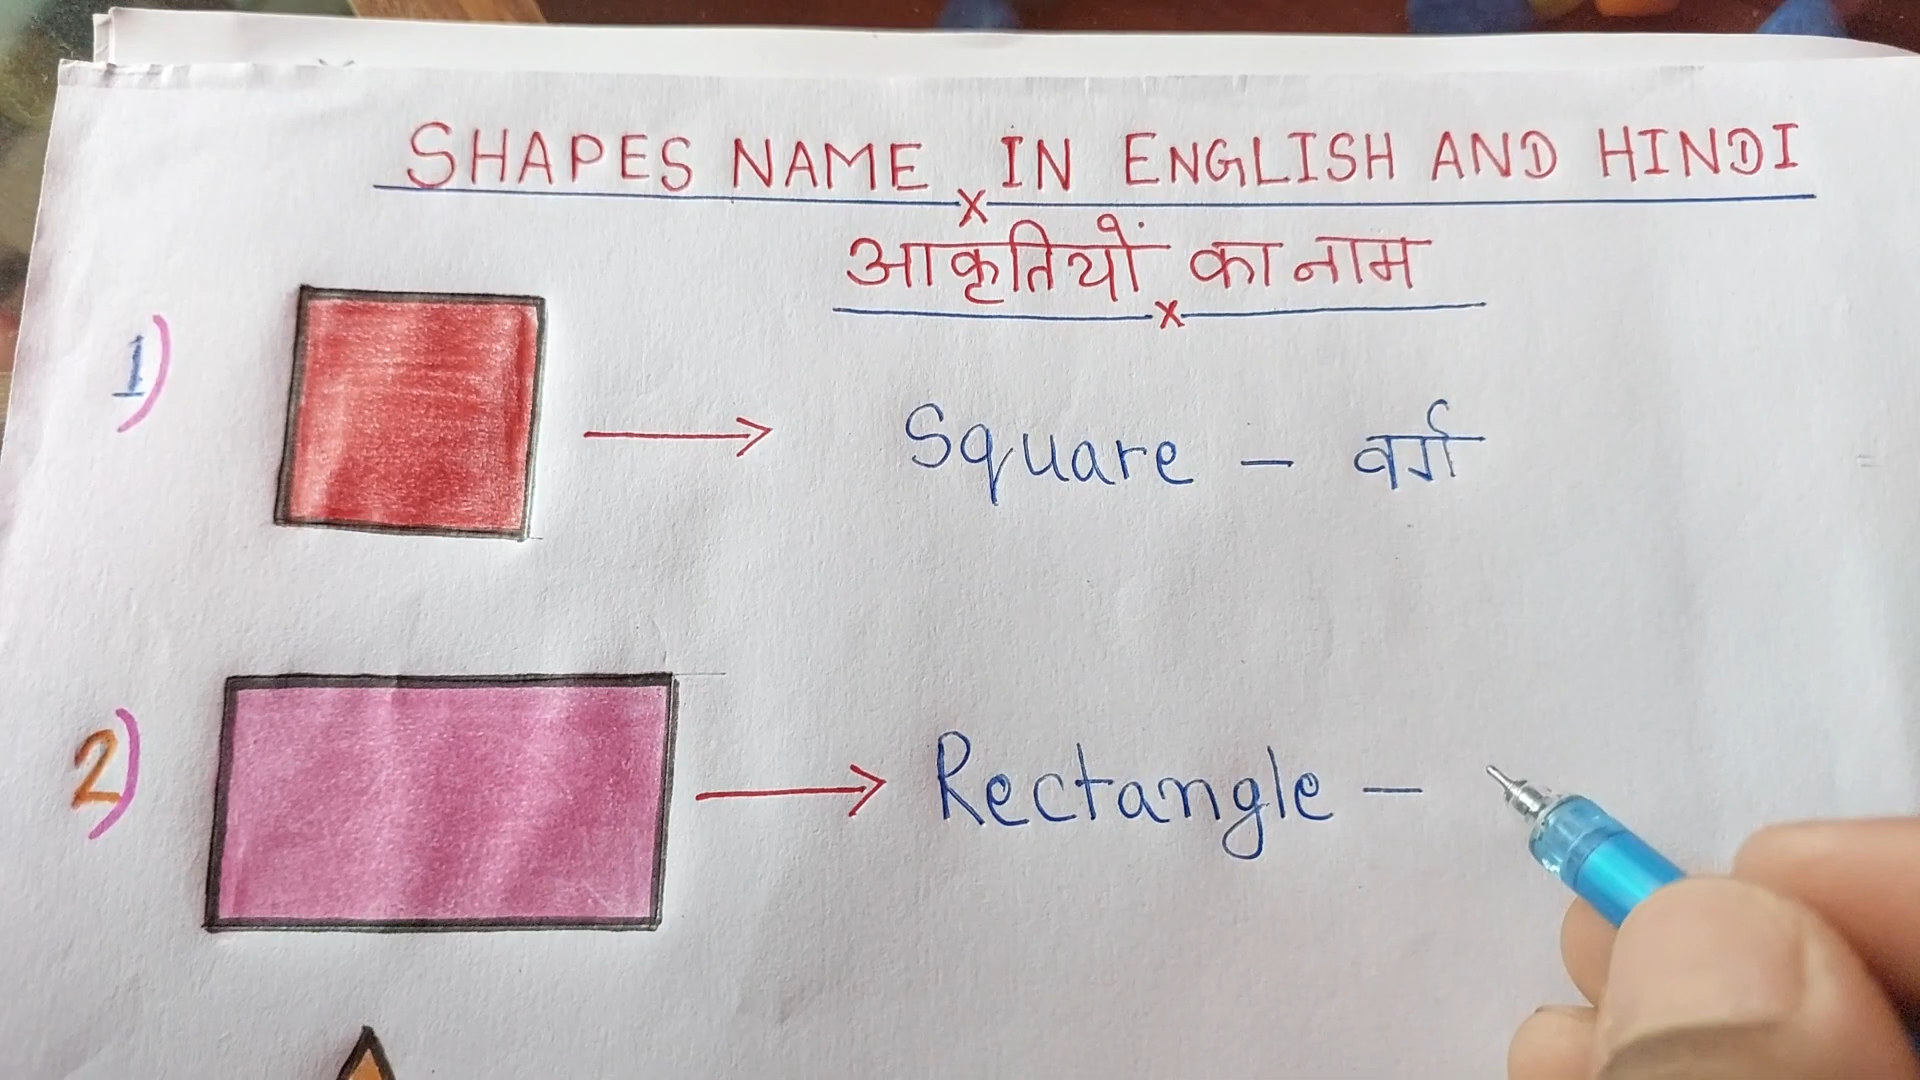 SHAPES NAME IN ENGLISH AND HINDI
आकृतियों का नाम
1) Square - वर्ग
2) Rectangle -